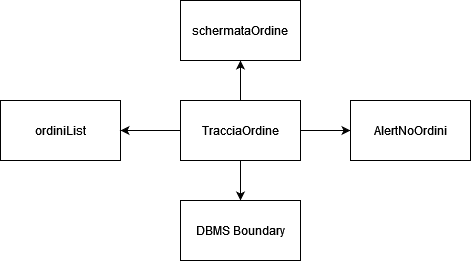 schermataOrdine
ordiniList
TracciaOrdine
AlertNoOrdini
DBMS Boundary